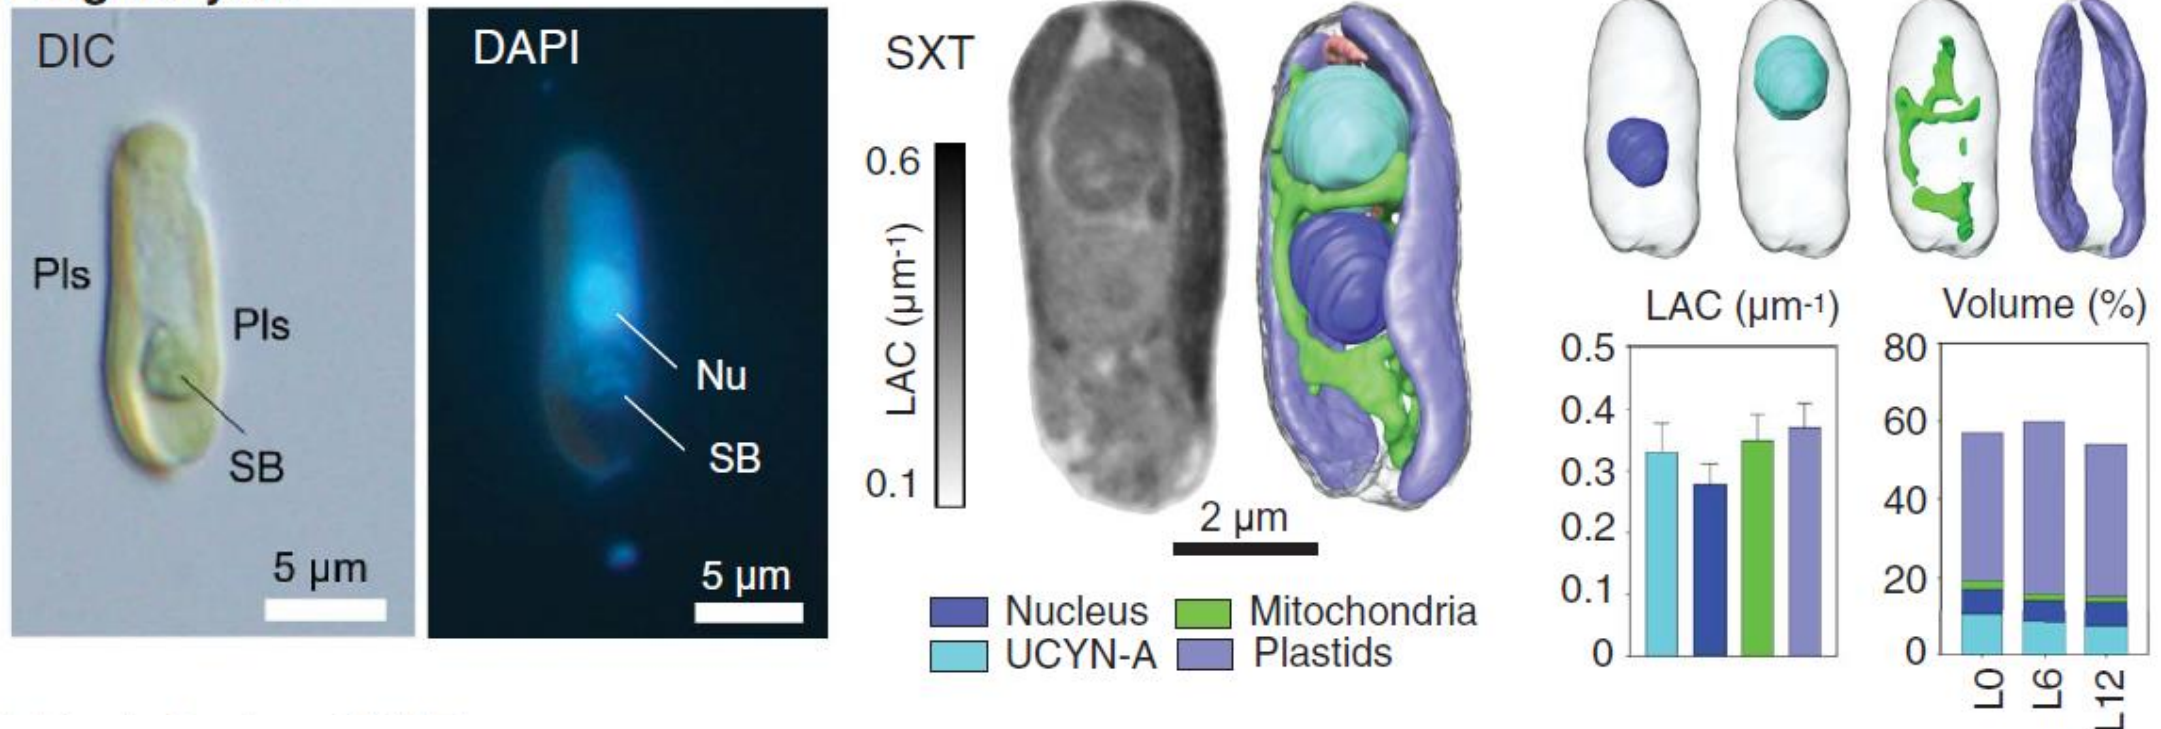 DIC
Pls
Pls
SB
5 µm
DAPI
Nu
SB
5 µm
SXT
0.6
LAC (µm-1)
0.1
2 µm
Nucleus
Mitochondria
UCYN-A
Plastids
LAC (µm-1)
0.5
0.4
0.3
0.2
0.1
0
Volume (%)
80
60
40
20
0
L0
L6
L12